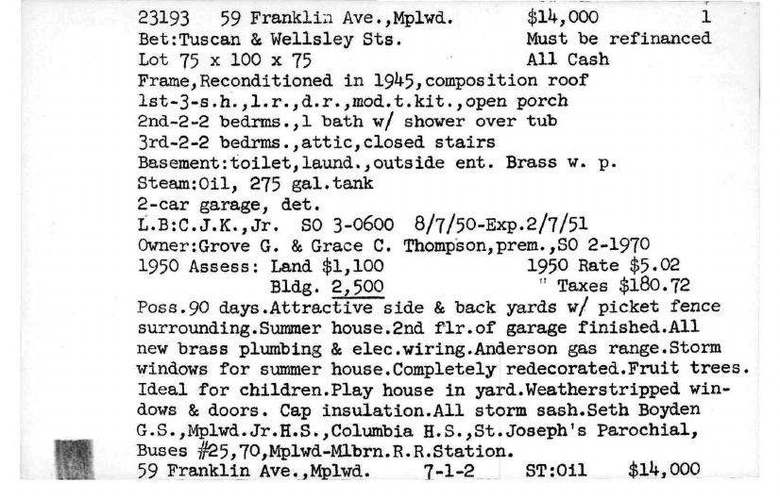 23193 59 Franklin Ave.,Mplwd. $14,000 1
Bet:Tuscan & Wellsley Sts. Must be refinanced
Lot 75 x 100 x 75 All Cash
Frame,Reconditioned in 1945,composition roof
1st-3-s.h.,l.r.,d.r.,mod.t.kit.,open porch
2nd-2-2 bedrms.,1 bath w/ shower over tub
3rd-2-2 bedrms.,attic,closed stairs
Basement:toilet,laund.,outside ent. Brass w. p.
Steam:Oil, 275 gal.tank
2-car garage, det.
L.B:C.J.K.,Jr. SO 3-0600 8/7/50-Exp.2/7/51
Owner:Grove G. & Grace C. Thompson,prem.,SO 2-1970
1950 Assess: Land $1,100 1950 Rate $5.02
Bldg. 2,500 " Taxes $180.72
Poss.90 days.Attractive side & back yards w/ picket fence
surrounding.Summer house.2nd flr.of garage finished.All
new brass plumbing & elec.wiring.Anderson gas range.Storm
windows for summer house.Completely redecorated.Fruit trees.
Ideal for children.Play house in yard.Weatherstripped win-
dows & doors. Cap insulation.All storm sash.Seth Boyden
G.S.,Mplwd.Jr.H.S.,Columbia H.S.,St.Joseph's Parochial,
Buses #25,70,Mplwd-Mlbrn.R.R.Station.
59 Franklin Ave.,Mplwd. 7-1-2 ST:Oil $14,000